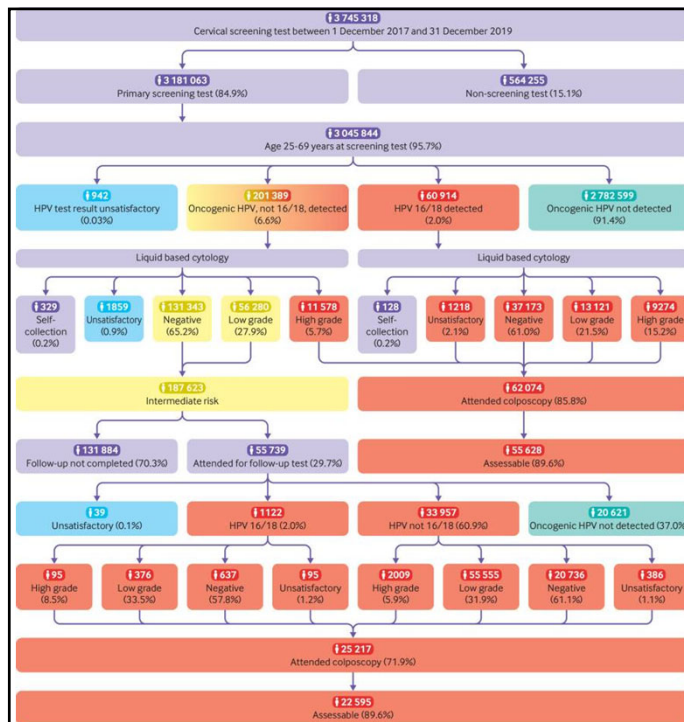 3 745 318
Cervical screening test between 1 December 2017 and 31 December 2019
3 181 063
Primary screening test (84.9%)
564 255
Non-screening test (15.1%)
3 045 844
Age 25-69 years at screening test (95.7%)
942
HPV test result unsatisfactory
(0.03%)
201 389
Oncogenic HPV, not 16/18, detected
(6.6%)
60 914
HPV 16/18 detected
(2.0%)
2 782 599
Oncogenic HPV not detected
(91.4%)
Liquid based cytology
Liquid based cytology
329
Self-
collection
(0.2%)
1859
Unsatisfactory
(0.9%)
131 343
Negative
(65.2%)
56 280
Low grade
(27.9%)
11 578
High grade
(5.7%)
128
Self-
collection
(0.2%)
1218
Unsatisfactory
(2.1%)
37 173
Negative
(61.0%)
13 121
Low grade
(21.5%)
9274
High grade
(15.2%)
187 623
Intermediate risk
62 074
Attended colposcopy (85.8%)
131 884
Follow-up not completed (70.3%)
55 739
Attended for follow-up test (29.7%)
55 628
Assessable (89.6%)
39
Unsatisfactory (0.1%)
1122
HPV 16/18 (2.0%)
33 957
HPV not 16/18 (60.9%)
20 621
Oncogenic HPV not detected (37.0%)
95
High grade
(8.5%)
376
Low grade
(33.5%)
637
Negative
(57.8%)
95
Unsatisfactory
(1.2%)
2009
High grade
(5.9%)
55 555
Low grade
(31.9%)
20 736
Negative
(61.1%)
386
Unsatisfactory
(1.1%)
25 217
Attended colposcopy (71.9%)
22 595
Assessable (89.6%)